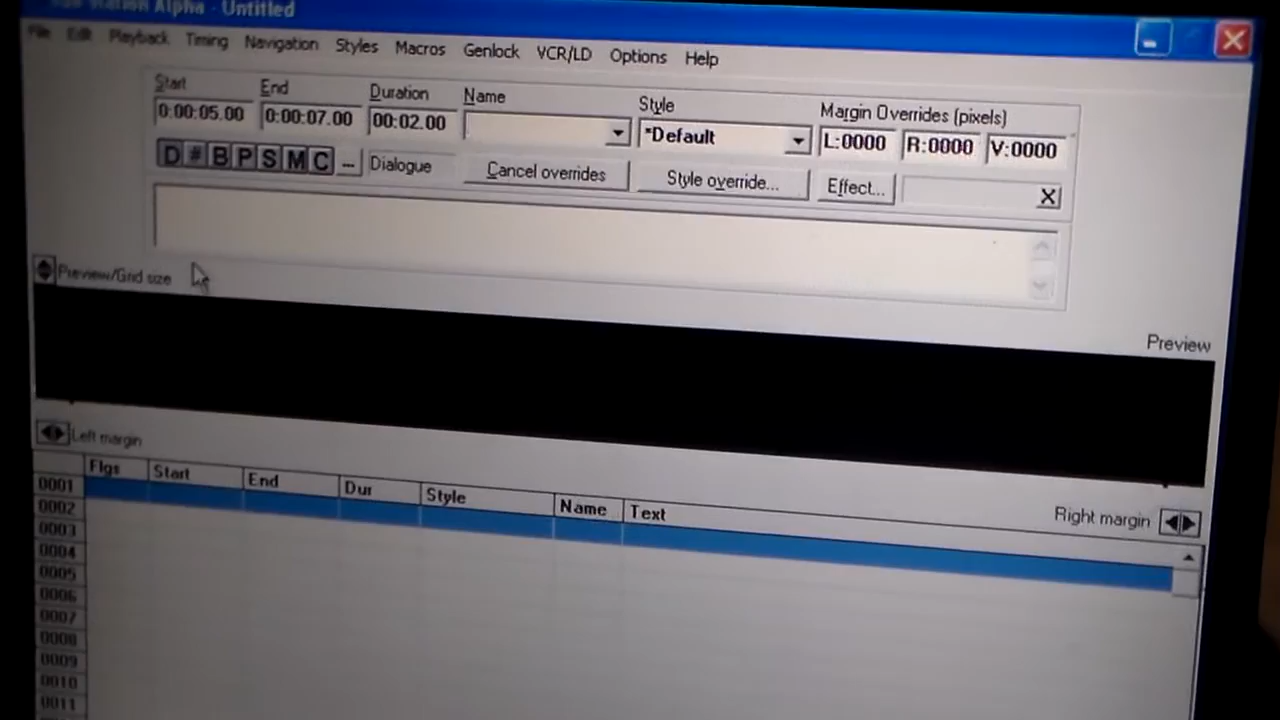 Station Alpha - Untitled
File Edit Playback Timing Navigation Styles Macros Genlock VCR/LD Options Help
Start End Duration Name Style Margin Overrides (pixels)
0:00:05.00 0:00:07.00 00:02.00 *Default L:0000 R:0000 V:0000
D # B P S M C -- Dialogue Cancel overrides Style override... Effect... X
Preview/Grid size
Preview
Left margin
Right margin
Flgs Start End Dur Style Name Text
0001
0002
0003
0004
0005
0006
0007
0008
0009
0010
0011